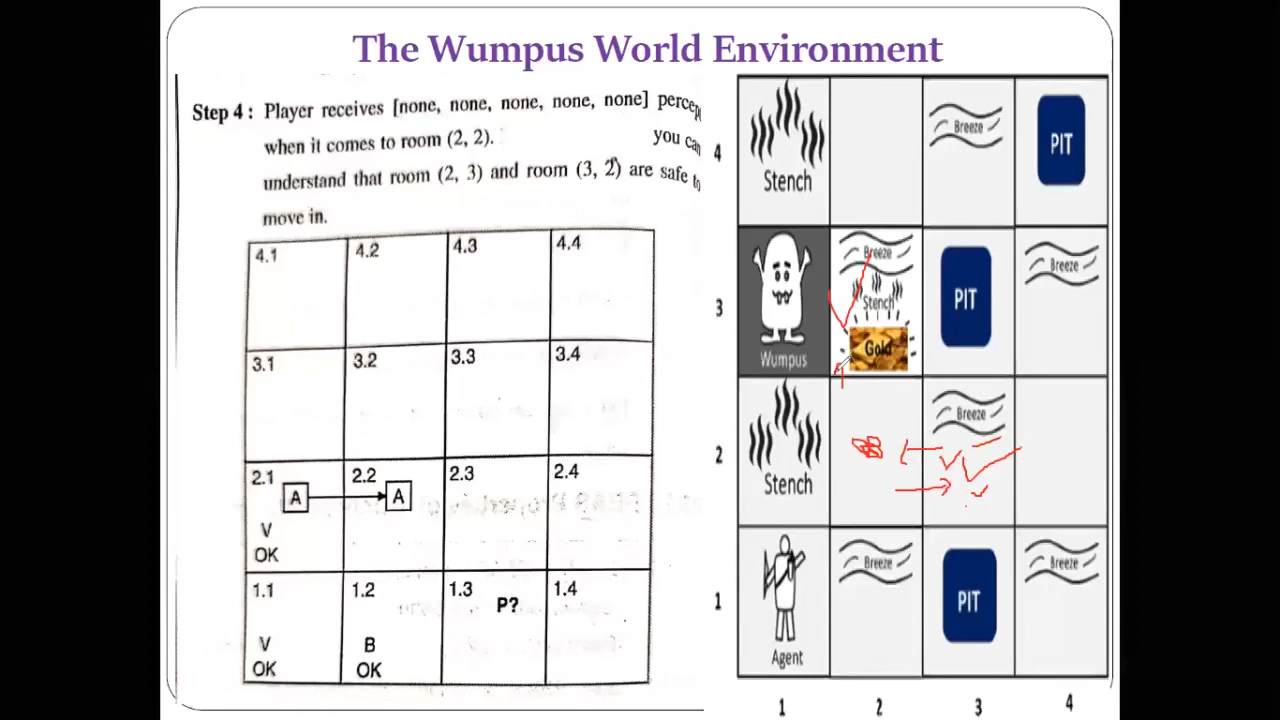 The Wumpus World Environment
Step 4 : Player receives [none, none, none, none, none]
when it comes to room (2, 2). you can
understand that room (2, 3) and room (3, 2) are safe to
move in.
4.1 4.2 4.3 4.4
3.1 3.2 3.3 3.4
2.1 2.2 2.3 2.4
A A
V
OK
1.1 1.2 1.3 1.4
P?
V B
OK OK
4 Stench Breeze PIT
3 Wumpus Breeze Stench Gold PIT Breeze
2 Stench Breeze
1 Agent Breeze PIT Breeze
1 2 3 4